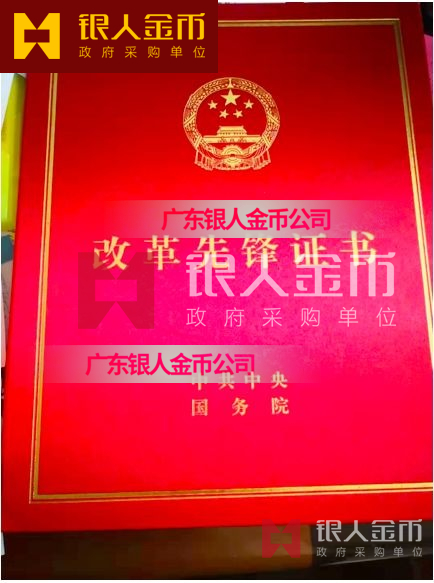 银人金币
政府采购单位
广东银人金币公司
改革先锋证书
银人金币
政府采购单位
广东银人金币公司
中共中央
国务院
银人金币
政府采购单位